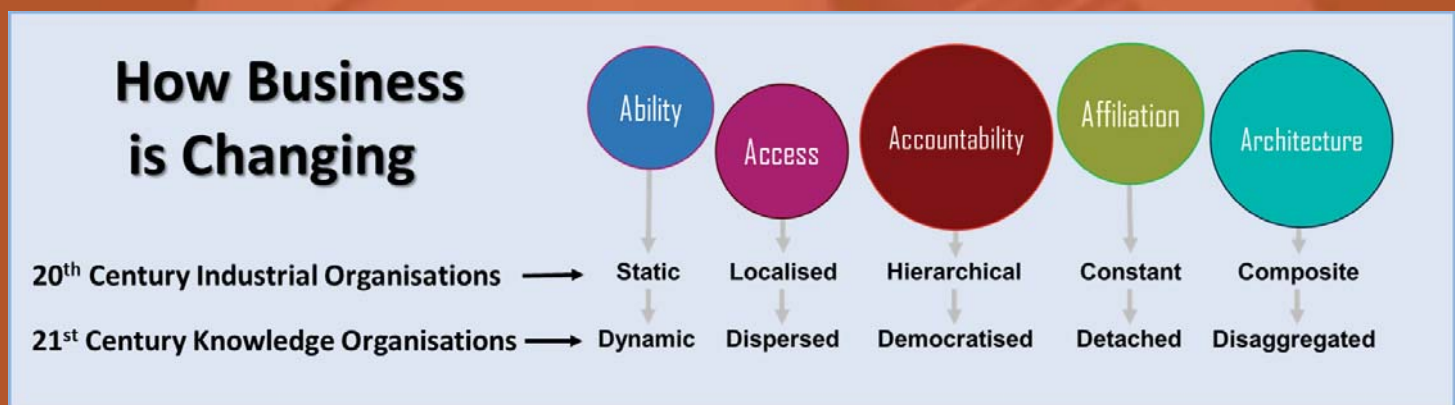 How Business
is Changing
Ability
Access
Accountability
Affiliation
Architecture
20th Century Industrial Organisations
Static
Localised
Hierarchical
Constant
Composite
21st Century Knowledge Organisations
Dynamic
Dispersed
Democratised
Detached
Disaggregated